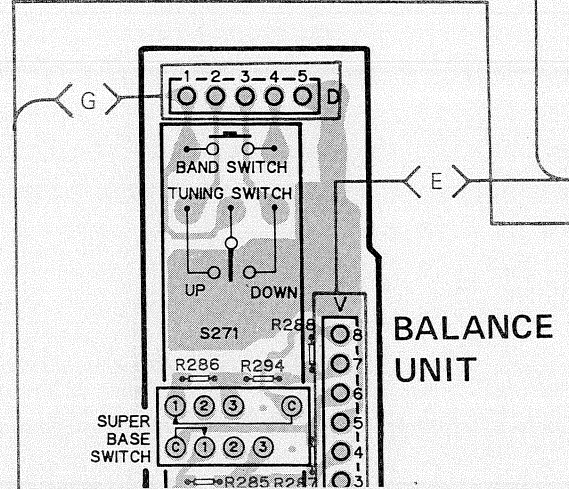 1-2-3-4-5
G
D
BAND SWITCH
TUNING SWITCH
E
UP
DOWN
V
S271
R288
8
BALANCE
UNIT
7
R286
R294
6
1 2 3 C
5
SUPER
BASE
SWITCH
C 1 2 3
4
R285
R287
3